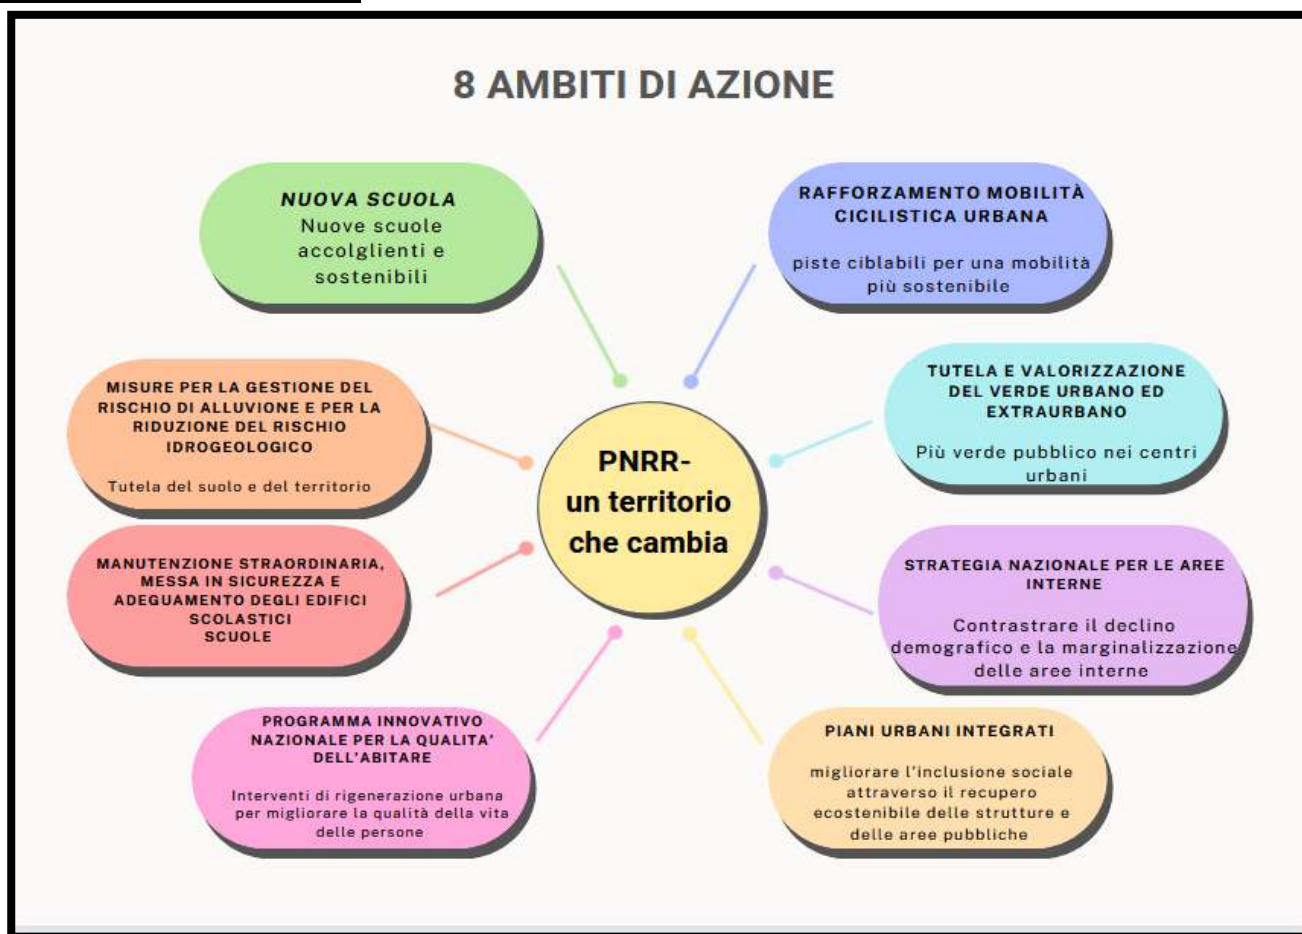 8 AMBITI DI AZIONE
NUOVA SCUOLA
Nuove scuole
accolglienti e
sostenibili
RAFFORZAMENTO MOBILITÀ
CICILISTICA URBANA
piste ciblabili per una mobilità
più sostenibile
MISURE PER LA GESTIONE DEL
RISCHIO DI ALLUVIONE E PER LA
RIDUZIONE DEL RISCHIO
IDROGEOLOGICO
Tutela del suolo e del territorio
TUTELA E VALORIZZAZIONE
DEL VERDE URBANO ED
EXTRAURBANO
Più verde pubblico nei centri
urbani
PNRR-
un territorio
che cambia
MANUTENZIONE STRAORDINARIA,
MESSA IN SICUREZZA E
ADEGUAMENTO DEGLI EDIFICI
SCOLASTICI
SCUOLE
STRATEGIA NAZIONALE PER LE AREE
INTERNE
Contrastrare il declino
demografico e la marginalizzazione
delle aree interne
PROGRAMMA INNOVATIVO
NAZIONALE PER LA QUALITA'
DELL'ABITARE
Interventi di rigenerazione urbana
per migliorare la qualità della vita
delle persone
PIANI URBANI INTEGRATI
migliorare l'inclusione sociale
attraverso il recupero
ecostenibile delle strutture e
delle aree pubbliche